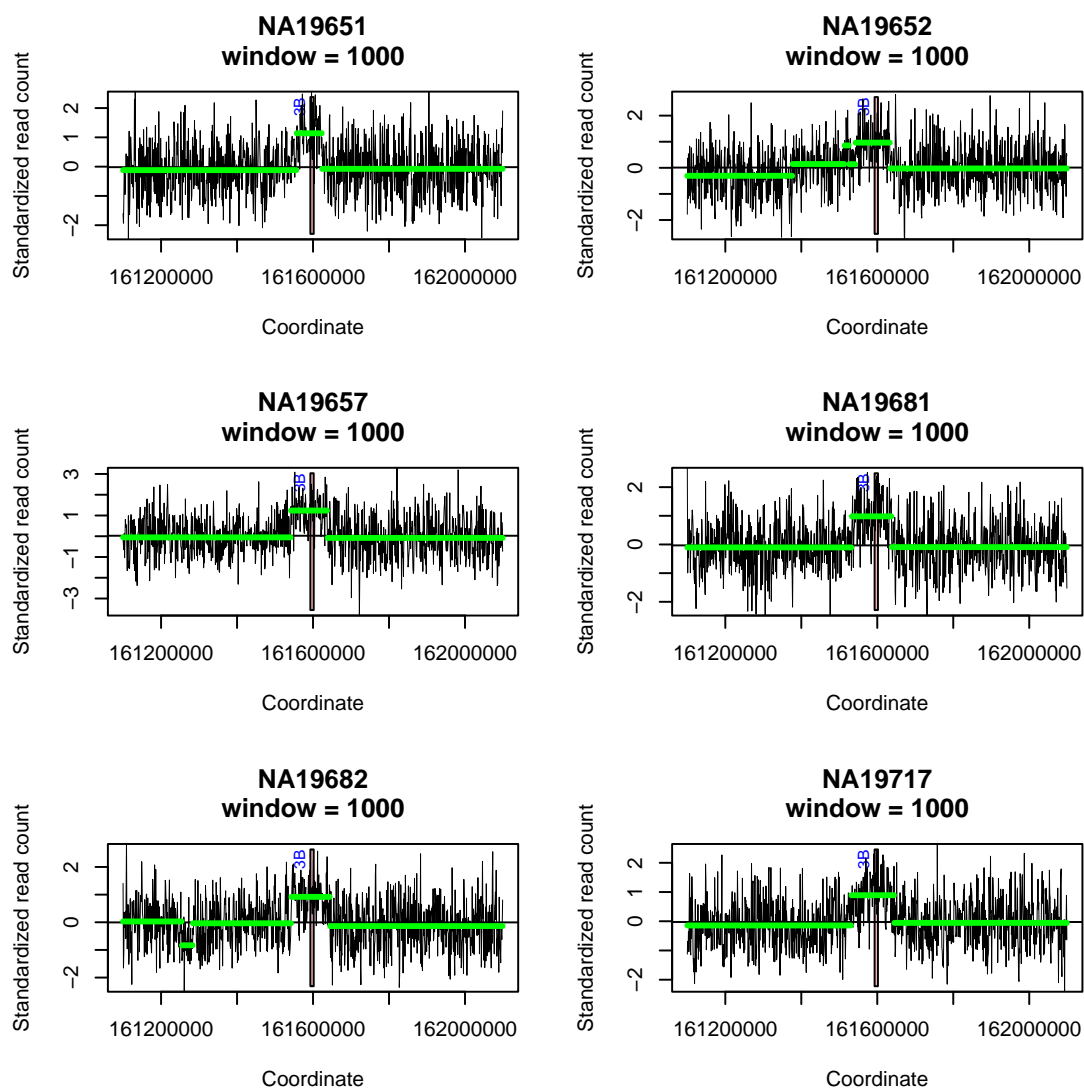 NA19651
window = 1000
Standardized read count
2
1
0
−2
3B
161200000 161600000 162000000
Coordinate
NA19652
window = 1000
Standardized read count
2
0
−2
3B
161200000 161600000 162000000
Coordinate
NA19657
window = 1000
Standardized read count
3
1
−1
−3
3B
161200000 161600000 162000000
Coordinate
NA19681
window = 1000
Standardized read count
2
0
−2
3B
161200000 161600000 162000000
Coordinate
NA19682
window = 1000
Standardized read count
2
0
−2
3B
161200000 161600000 162000000
Coordinate
NA19717
window = 1000
Standardized read count
2
1
0
−2
3B
161200000 161600000 162000000
Coordinate